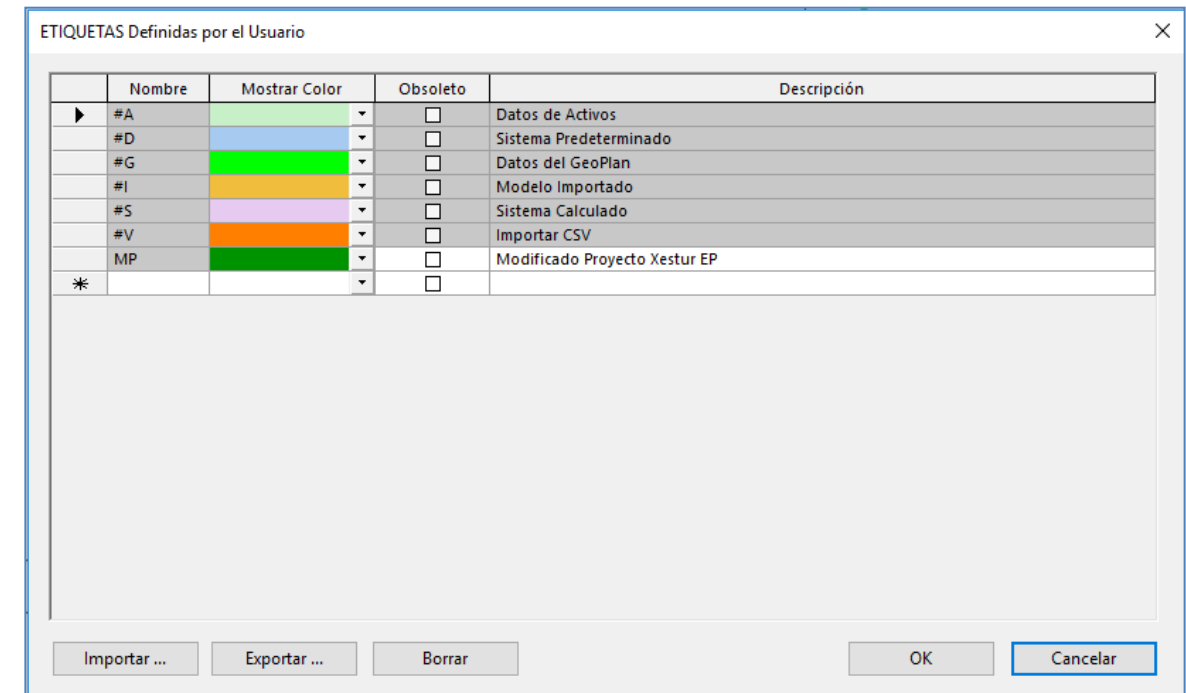 ETIQUETAS Definidas por el Usuario
Nombre Mostrar Color Obsoleto Descripción
#A Datos de Activos
#D Sistema Predeterminado
#G Datos del GeoPlan
#I Modelo Importado
#S Sistema Calculado
#V Importar CSV
MP Modificado Proyecto Xestur EP
Importar ... Exportar ... Borrar OK Cancelar